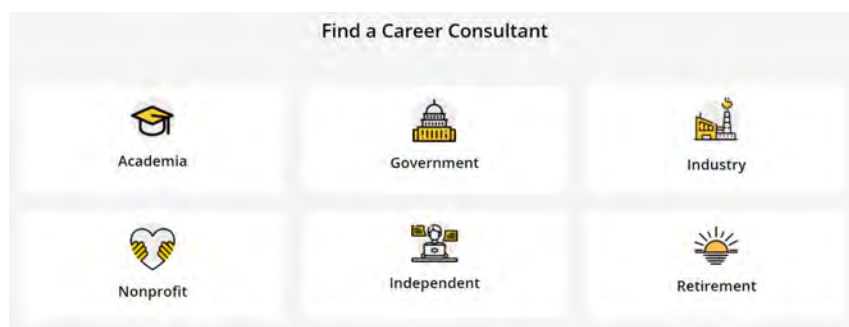 Find a Career Consultant
Academia
Government
Industry
Nonprofit
Independent
Retirement